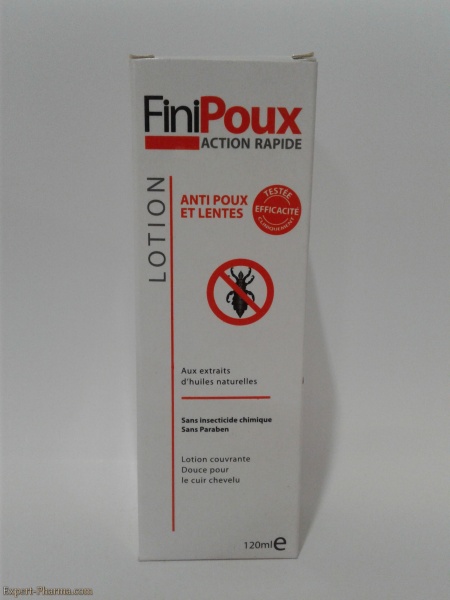 FiniPoux
ACTION RAPIDE
LOTION
ANTI POUX
ET LENTES
TESTÉE
EFFICACITÉ
CLINIQUEMENT
Aux extraits
d'huiles naturelles
Sans insecticide chimique
Sans Paraben
Lotion couvrante
Douce pour
le cuir chevelu
120ml e
Expert-Pharma.com